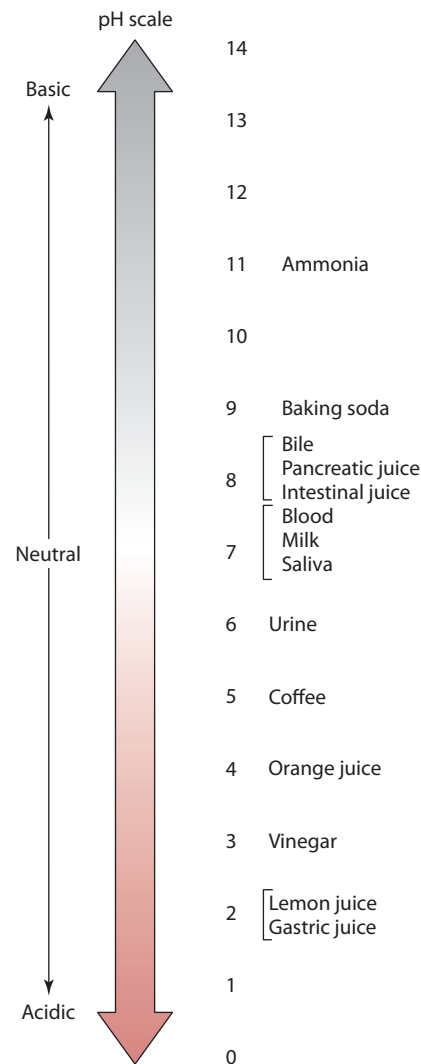 pH scale
14
Basic
13
12
11 Ammonia
10
9 Baking soda
Bile
8 Pancreatic juice
Intestinal juice
Blood
Neutral 7 Milk
Saliva
6 Urine
5 Coffee
4 Orange juice
3 Vinegar
Lemon juice
2
Gastric juice
1
Acidic
0